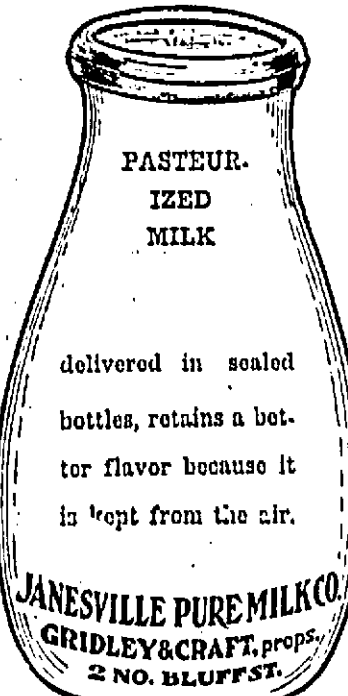 PASTEUR-
IZED
MILK
delivered in sealed
bottles, retains a bet-
ter flavor because it
is kept from the air.
JANESVILLE PURE MILK CO.
GRIDLEY & CRAFT, props.
2 NO. BLUFF ST.